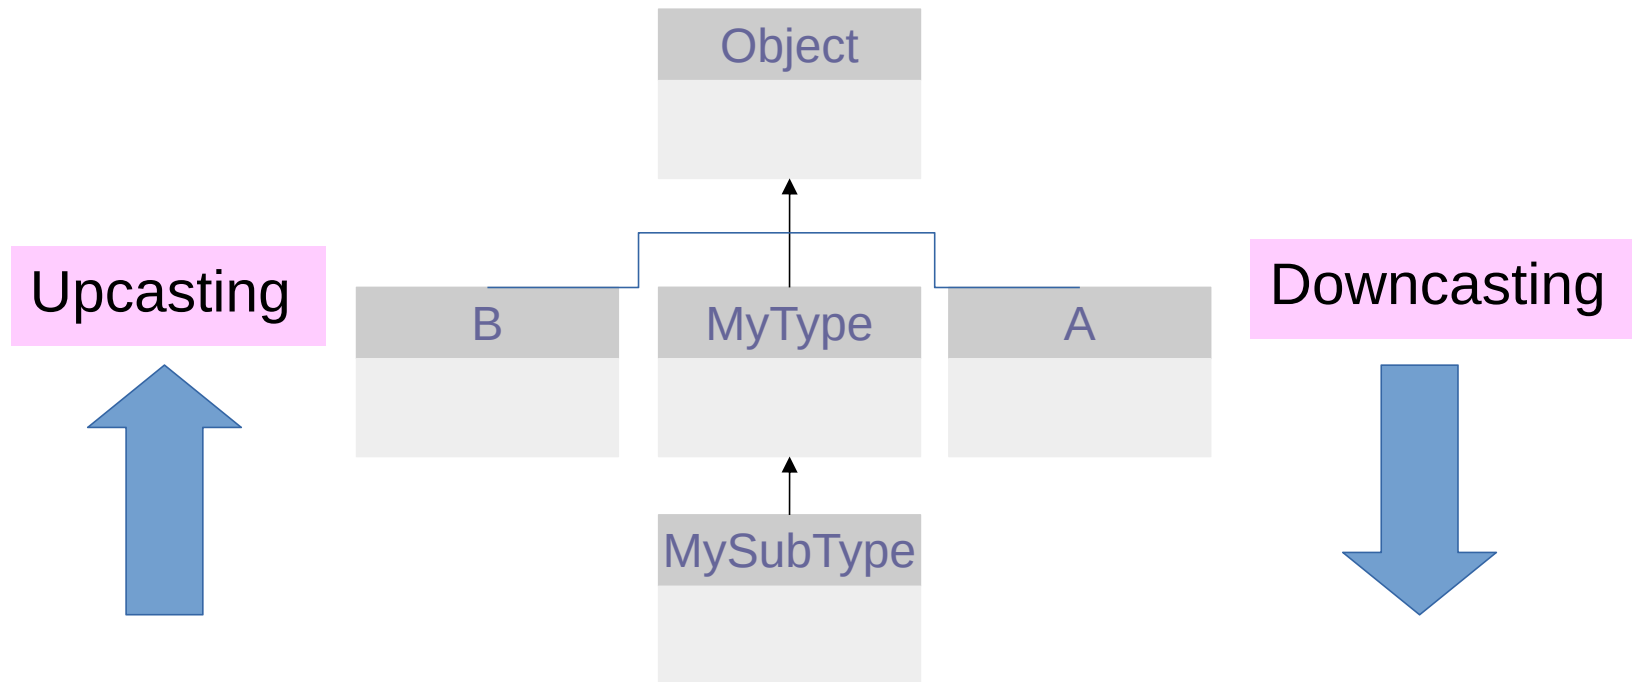 Object
Upcasting
Downcasting
B
MyType
A
MySubType